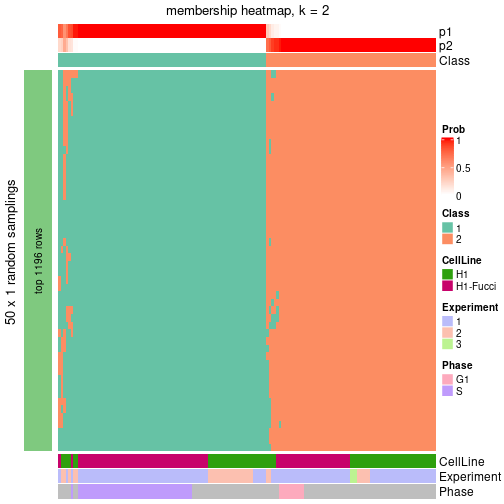 membership heatmap, k = 2
p1
p2
Class
50 x 1 random samplings
top 1196 rows
Prob
1
0.5
0
Class
1
2
CellLine
H1
H1-Fucci
Experiment
1
2
3
Phase
G1
S
CellLine
Experiment
Phase